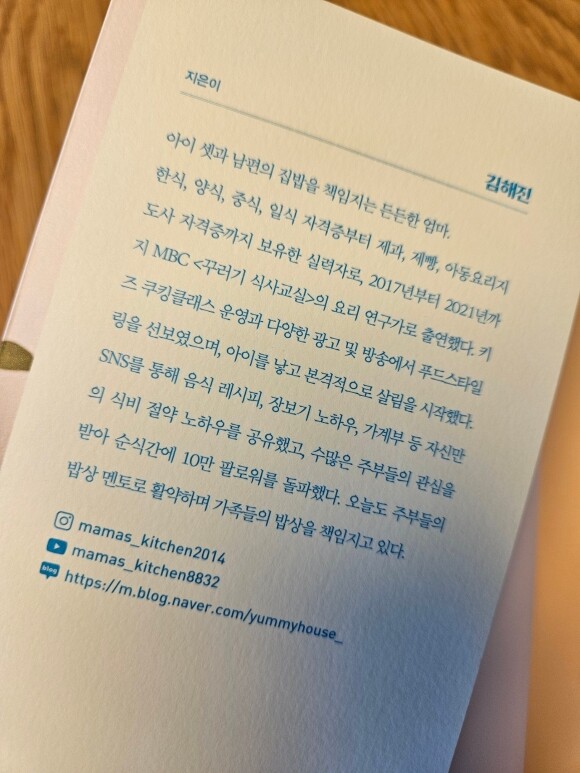 지은이
김해진
아이 셋과 남편의 집밥을 책임지는 든든한 엄마.
한식, 양식, 중식, 일식 자격증부터 제과, 제빵, 아동요리지
도사 자격증까지 보유한 실력자로, 2017년부터 2021년까
지 MBC <꾸러기 식사교실>의 요리 연구가로 출연했다. 키
즈 쿠킹클래스 운영과 다양한 광고 및 방송에서 푸드스타일
링을 선보였으며, 아이를 낳고 본격적으로 살림을 시작했다.
SNS를 통해 음식 레시피, 장보기 노하우, 가계부 등 자신만
의 식비 절약 노하우를 공유했고, 수많은 주부들의 관심을
받아 순식간에 10만 팔로워를 돌파했다. 오늘도 주부들의
밥상 멘토로 활약하며 가족들의 밥상을 책임지고 있다.
mamas_kitchen2014
mamas_kitchen8832
blog https://m.blog.naver.com/yummyhouse_